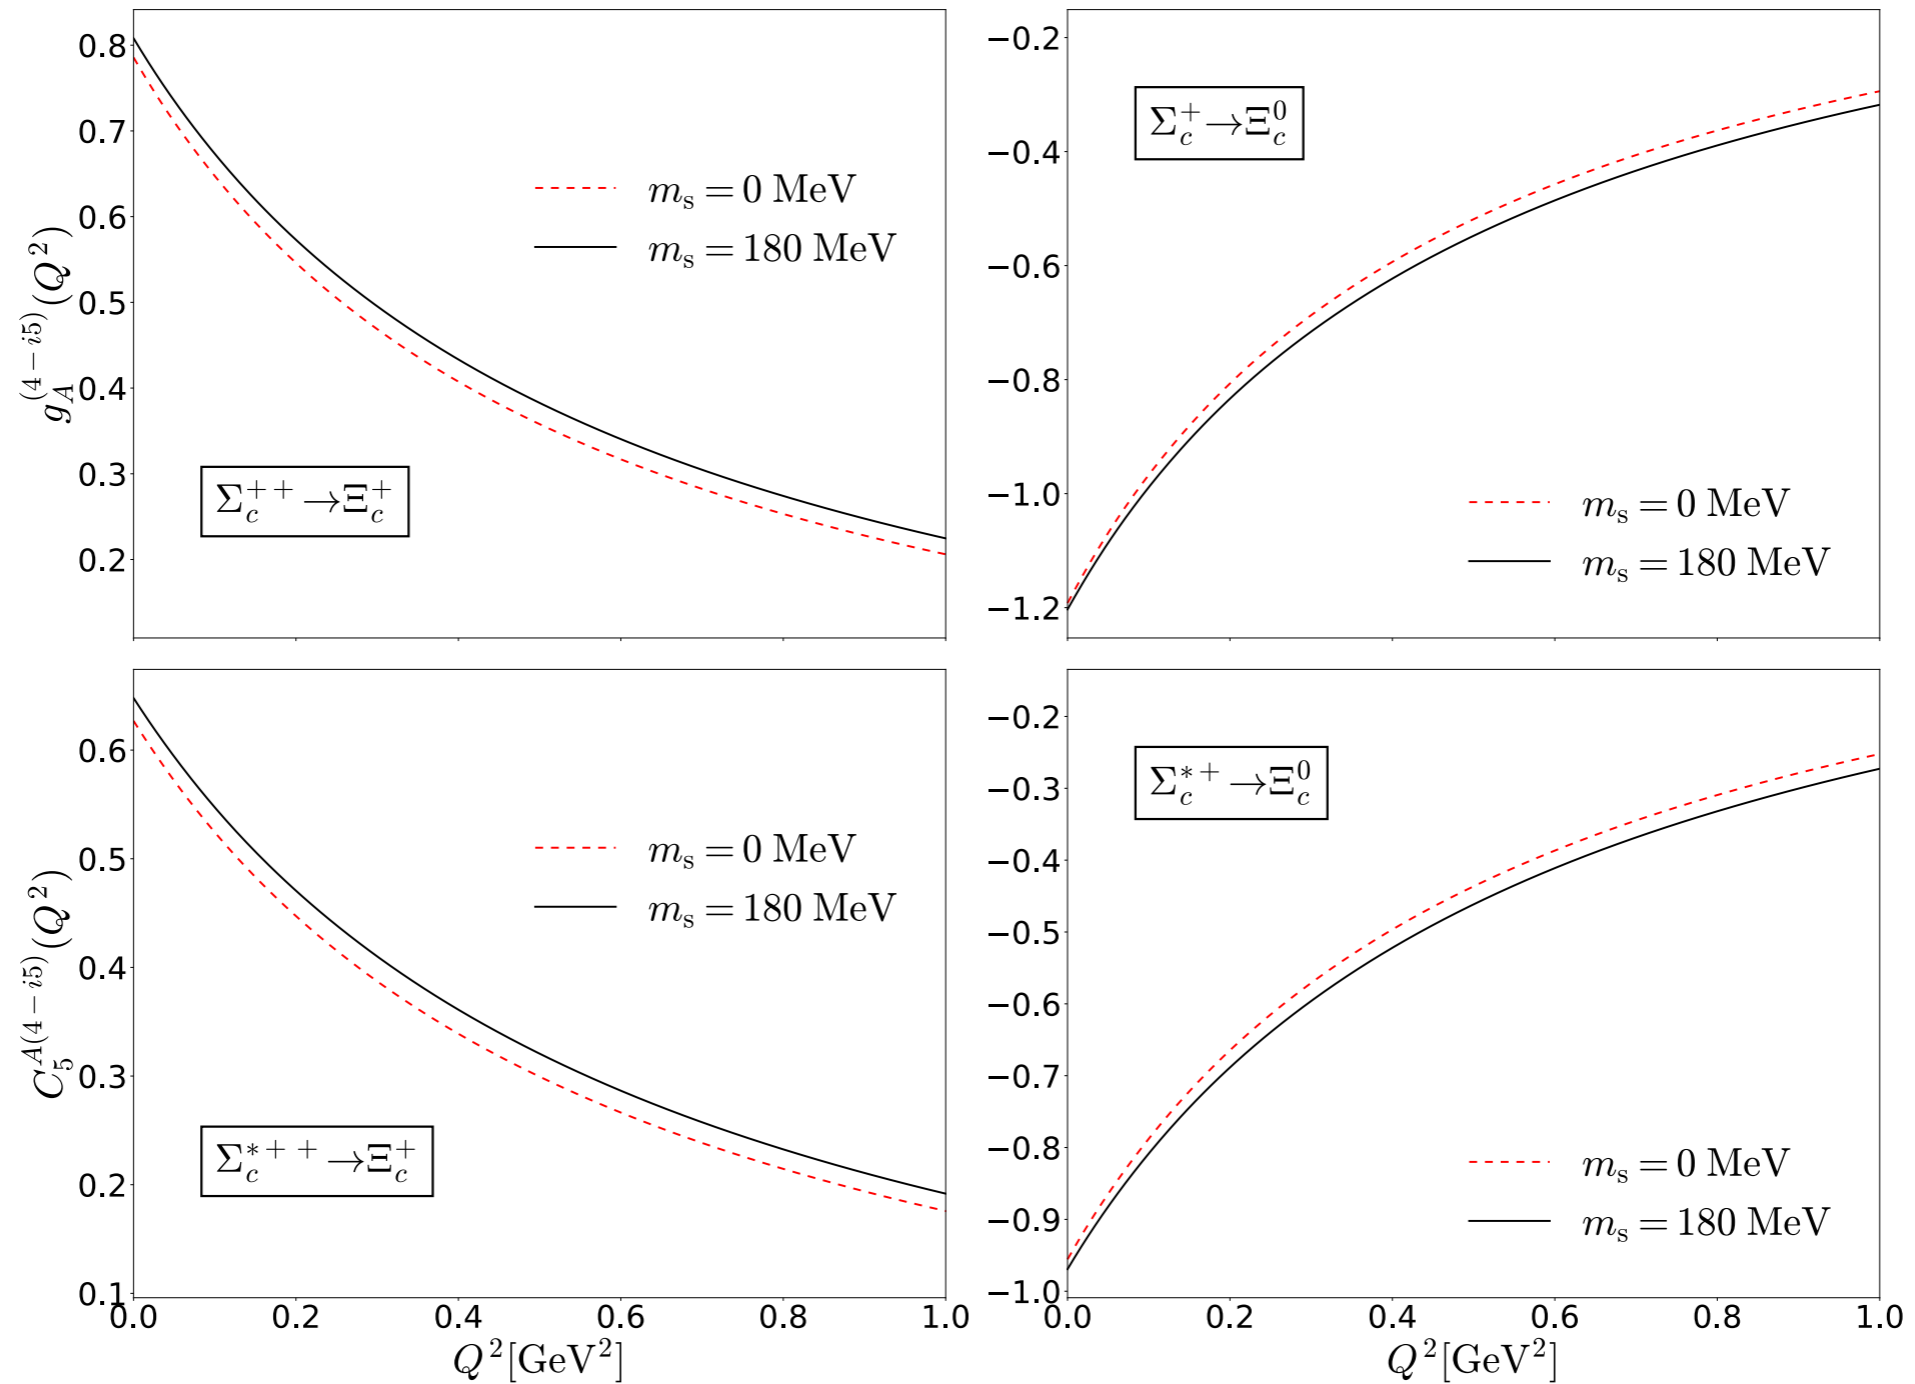 g_A^{(4-i5)}(Q^2)
0.8
0.7
0.6
0.5
0.4
0.3
0.2
m_s = 0 MeV
m_s = 180 MeV
Σ_c^{++} → Ξ_c^+
−0.2
−0.4
−0.6
−0.8
−1.0
−1.2
Σ_c^+ → Ξ_c^0
m_s = 0 MeV
m_s = 180 MeV
C_5^{A(4-i5)}(Q^2)
0.6
0.5
0.4
0.3
0.2
0.1
m_s = 0 MeV
m_s = 180 MeV
Σ_c^{*++} → Ξ_c^+
0.0 0.2 0.4 0.6 0.8 1.0
Q^2[GeV^2]
−0.2
−0.3
−0.4
−0.5
−0.6
−0.7
−0.8
−0.9
−1.0
Σ_c^{*+} → Ξ_c^0
m_s = 0 MeV
m_s = 180 MeV
0.0 0.2 0.4 0.6 0.8 1.0
Q^2[GeV^2]